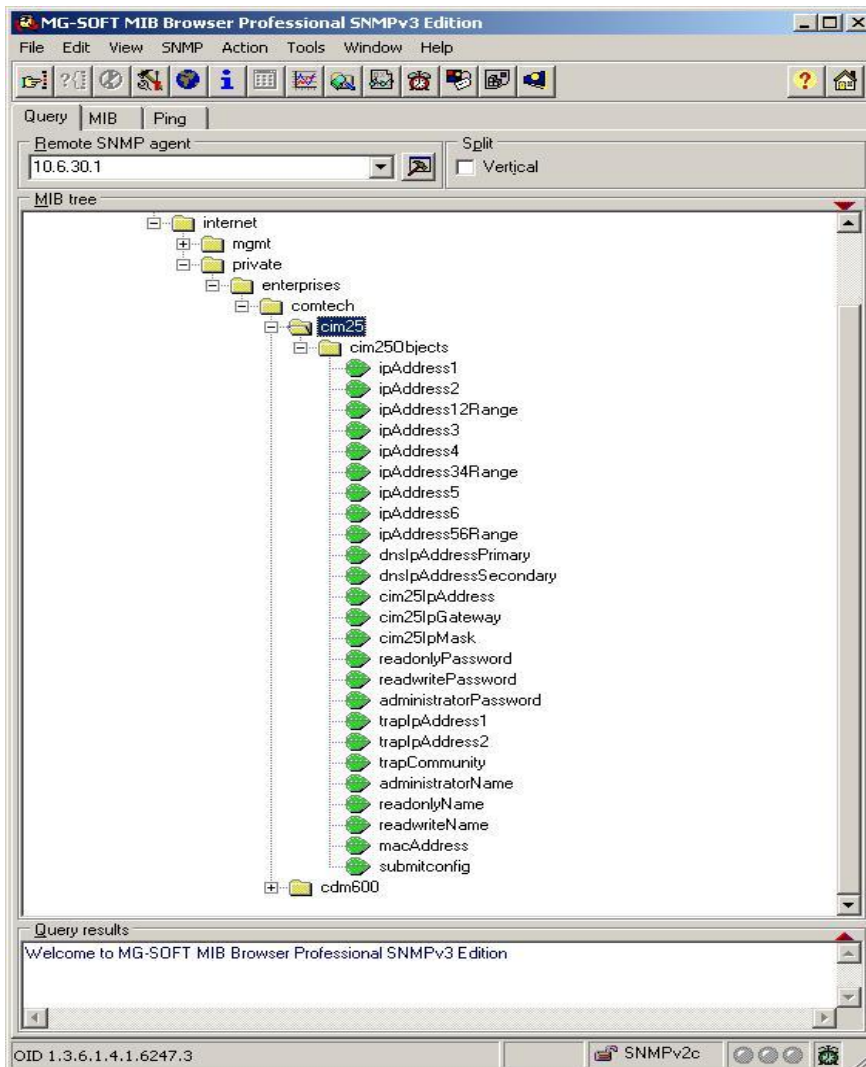 MG-SOFT MIB Browser Professional SNMPv3 Edition
File Edit View SNMP Action Tools Window Help
Query MIB Ping
Remote SNMP agent
Split
10.6.30.1
Vertical
MIB tree
internet
mgmt
private
enterprises
comtech
cim25
cim25Objects
ipAddress1
ipAddress2
ipAddress12Range
ipAddress3
ipAddress4
ipAddress34Range
ipAddress5
ipAddress6
ipAddress56Range
dnsIpAddressPrimary
dnsIpAddressSecondary
cim25IpAddress
cim25IpGateway
cim25IpMask
readonlyPassword
readwritePassword
administratorPassword
trapIpAddress1
trapIpAddress2
trapCommunity
administratorName
readonlyName
readwriteName
macAddress
submitconfig
cdm600
Query results
Welcome to MG-SOFT MIB Browser Professional SNMPv3 Edition
OID 1.3.6.1.4.1.6247.3
SNMPv2c